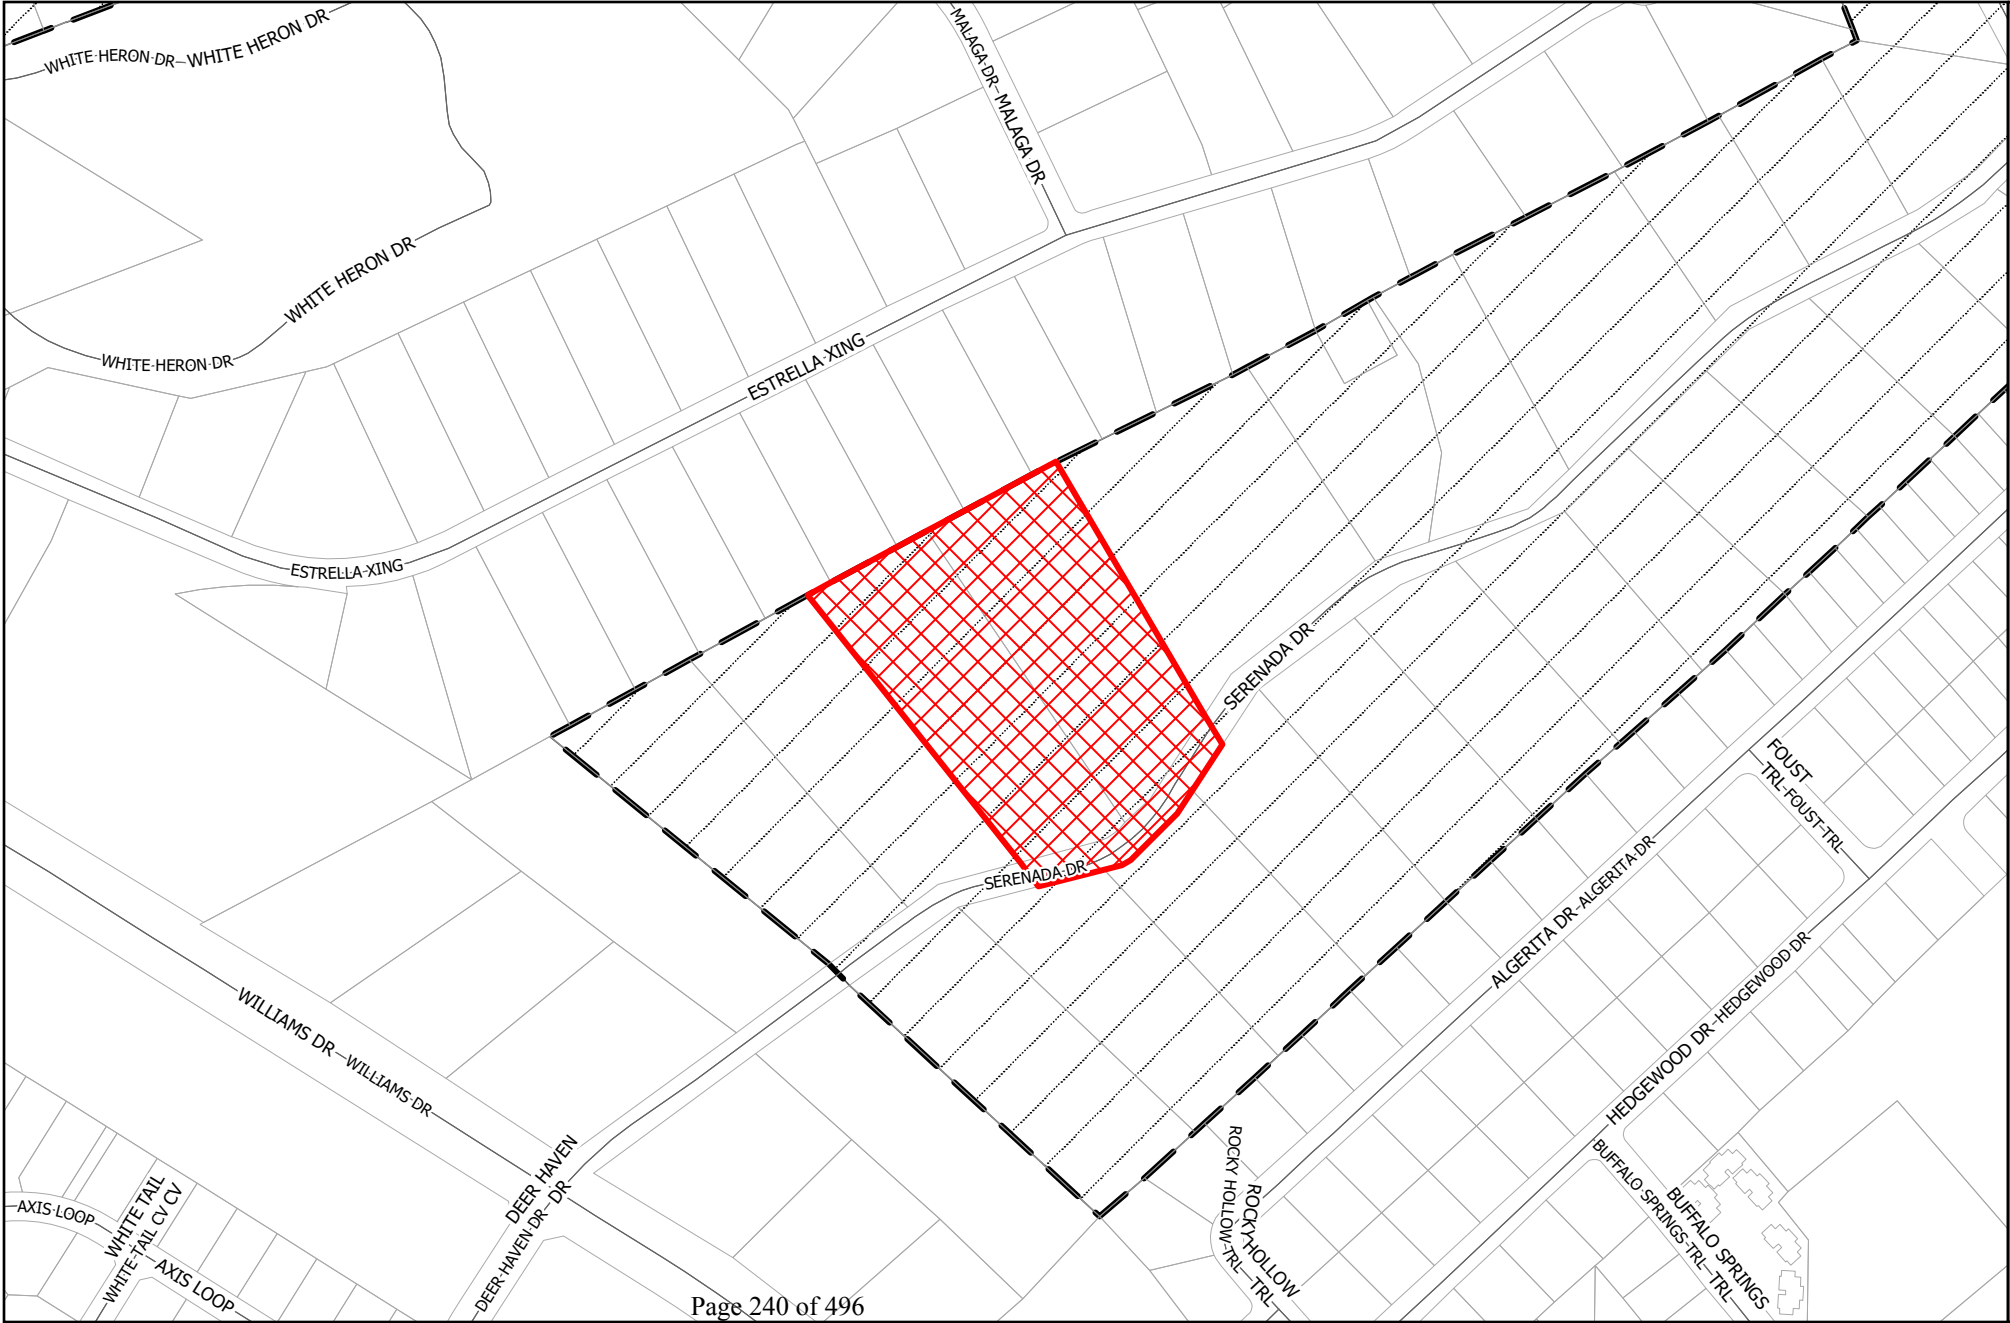 WHITE HERON DR
WHITE HERON DR
MALAGA DR
MALAGA DR
WHITE HERON DR
WHITE HERON DR
ESTRELLA XING
ESTRELLA XING
SERENADA DR
SERENADA DR
FOUST
TRL
FOUST TRL
ALGERITA DR
ALGERITA DR
HEDGEWOOD DR
HEDGEWOOD DR
WILLIAMS DR
WILLIAMS DR
DEER HAVEN
DR
DEER HAVEN DR
ROCKY HOLLOW TRL
ROCKY HOLLOW
TRL
BUFFALO SPRINGS TRL
BUFFALO SPRINGS
TRL
AXIS LOOP
WHITE TAIL
CV
WHITE TAIL CV
AXIS LOOP
Page 240 of 496